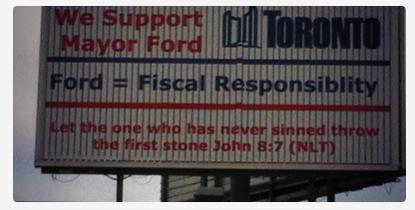 We Support
Mayor Ford
TORONTO
Ford = Fiscal Responsiblity
Let the one who has never sinned throw
the first stone John 8:7 (NLT)